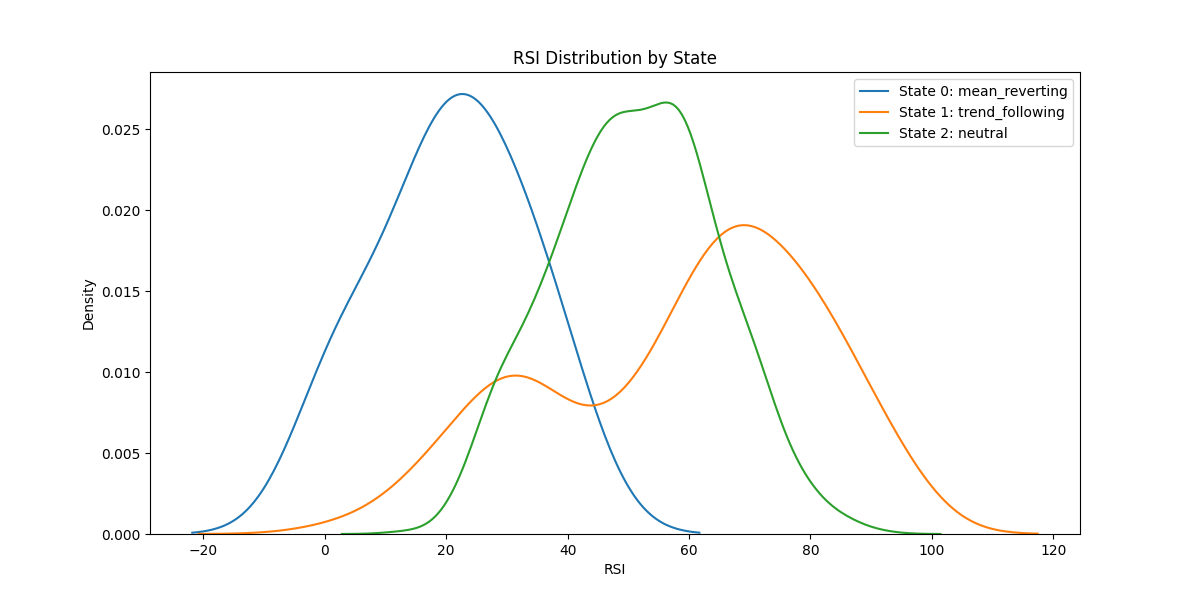 RSI Distribution by State
State 0: mean_reverting
State 1: trend_following
State 2: neutral
Density
0.025
0.020
0.015
0.010
0.005
0.000
−20
0
20
40
60
80
100
120
RSI